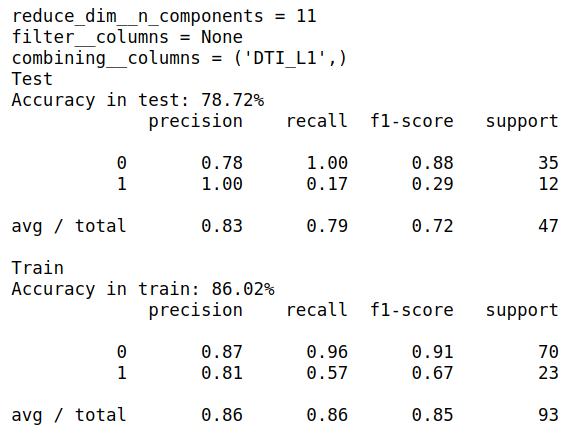 reduce_dim__n_components = 11
filter__columns = None
combining__columns = ('DTI_L1',)
Test
Accuracy in test: 78.72%
             precision    recall  f1-score   support

          0       0.78      1.00      0.88        35
          1       1.00      0.17      0.29        12

avg / total       0.83      0.79      0.72        47

Train
Accuracy in train: 86.02%
             precision    recall  f1-score   support

          0       0.87      0.96      0.91        70
          1       0.81      0.57      0.67        23

avg / total       0.86      0.86      0.85        93